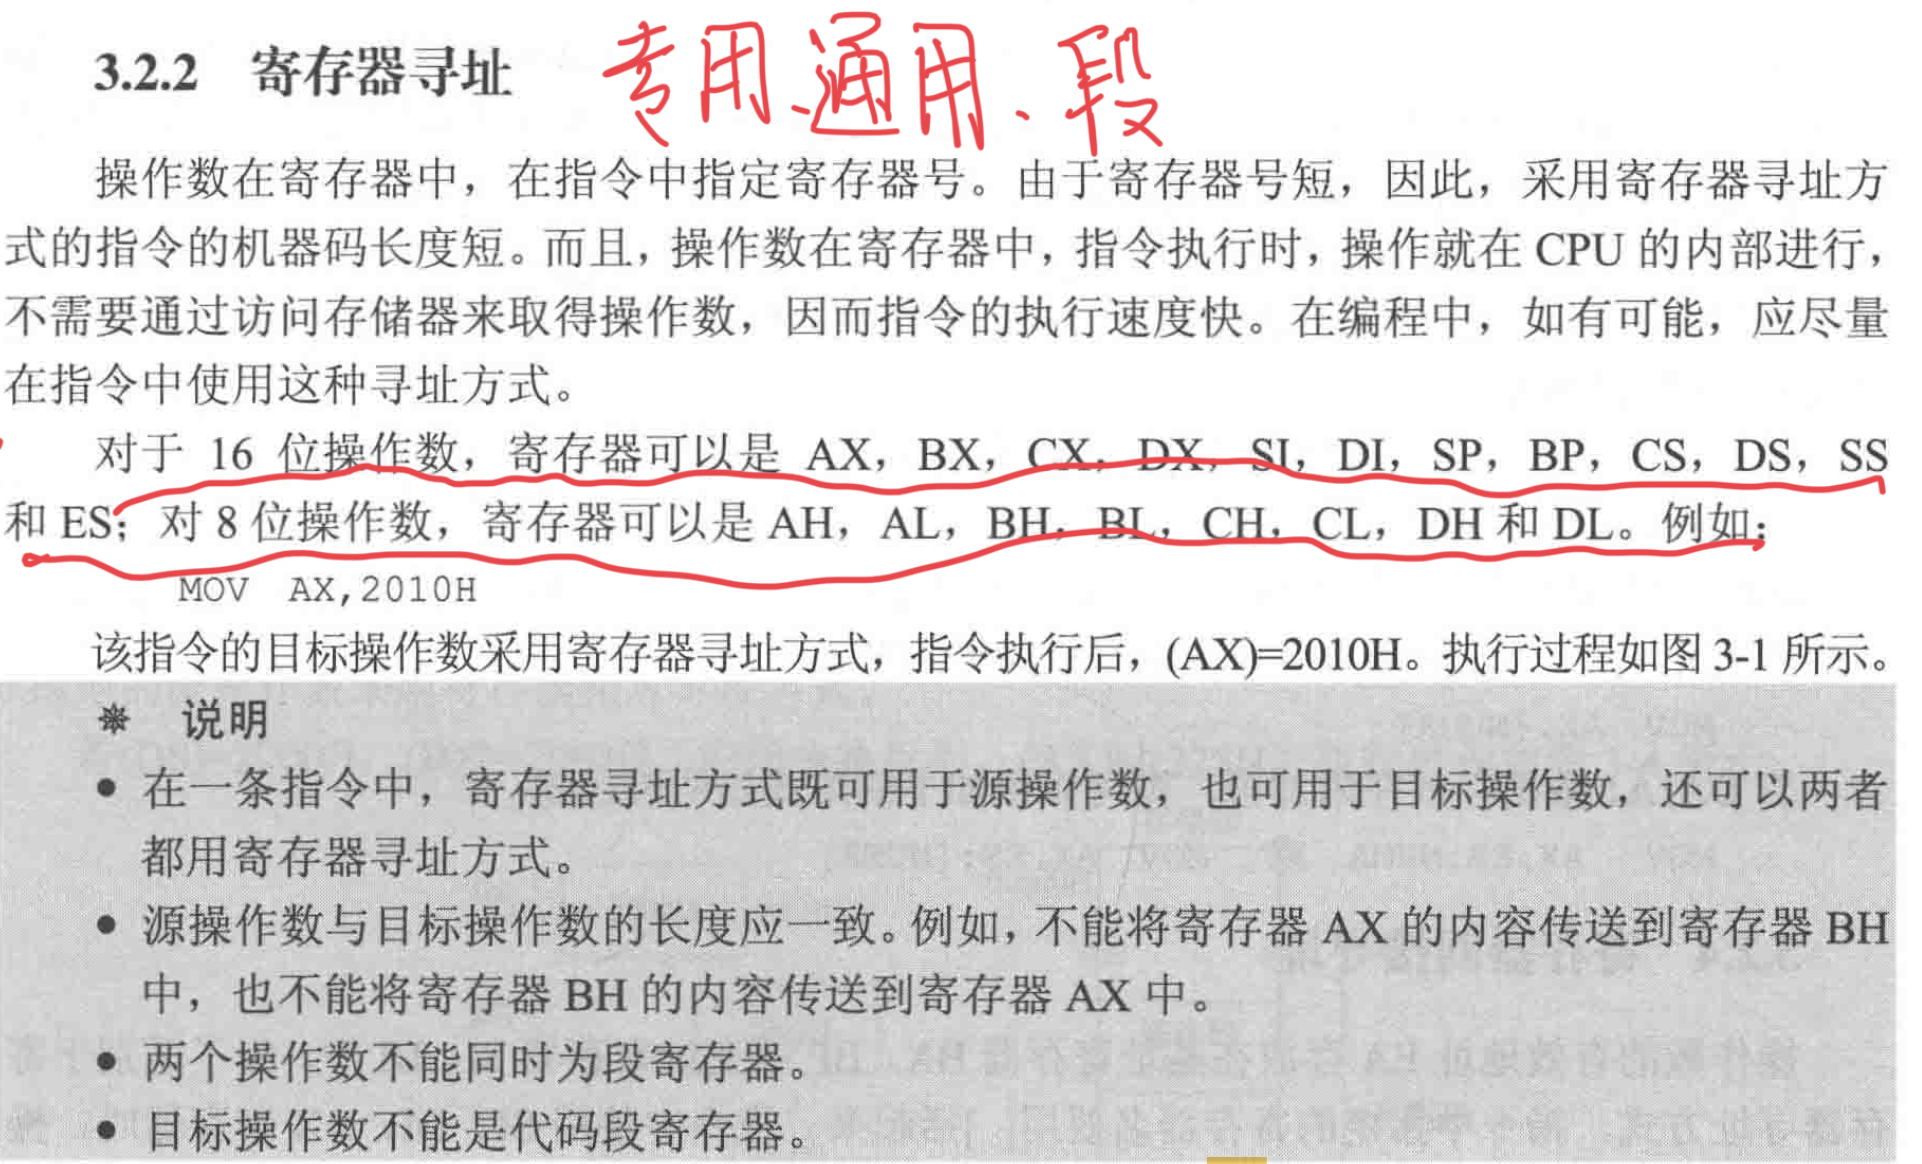 3.2.2 寄存器寻址 专用、通用、段
操作数在寄存器中，在指令中指定寄存器号。由于寄存器号短，因此，采用寄存器寻址方
式的指令的机器码长度短。而且，操作数在寄存器中，指令执行时，操作就在 CPU 的内部进行，
不需要通过访问存储器来取得操作数，因而指令的执行速度快。在编程中，如有可能，应尽量
在指令中使用这种寻址方式。
对于 16 位操作数，寄存器可以是 AX，BX，CX，DX，SI，DI，SP，BP，CS，DS，SS
和 ES；对 8 位操作数，寄存器可以是 AH，AL，BH，BL，CH，CL，DH 和 DL。例如：
MOV AX,2010H
该指令的目标操作数采用寄存器寻址方式，指令执行后，(AX)=2010H。执行过程如图 3-1 所示。
❋ 说明
● 在一条指令中，寄存器寻址方式既可用于源操作数，也可用于目标操作数，还可以两者
都用寄存器寻址方式。
● 源操作数与目标操作数的长度应一致。例如，不能将寄存器 AX 的内容传送到寄存器 BH
中，也不能将寄存器 BH 的内容传送到寄存器 AX 中。
● 两个操作数不能同时为段寄存器。
● 目标操作数不能是代码段寄存器。